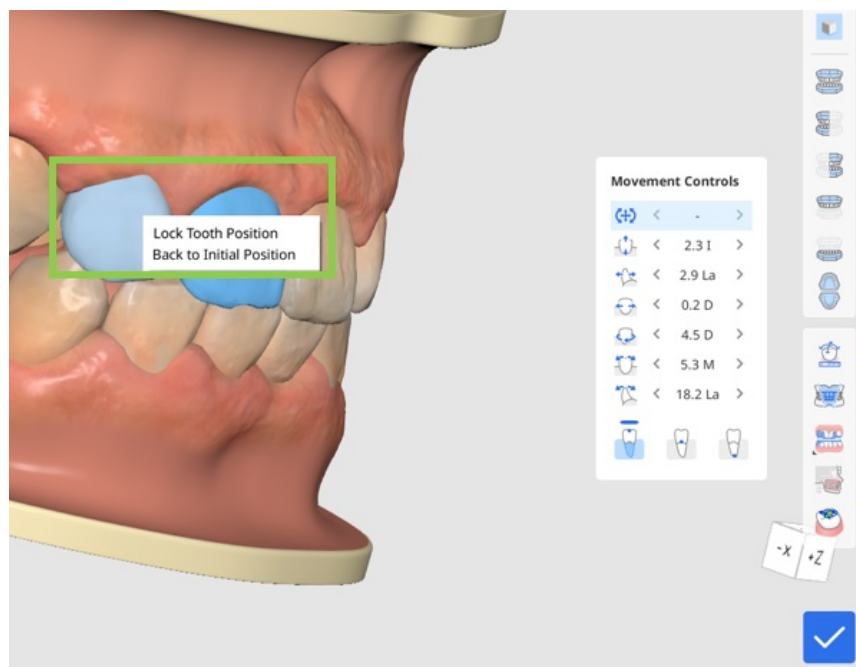 Lock Tooth Position
Back to Initial Position
Movement Controls
-
2.3 I
2.9 La
0.2 D
4.5 D
5.3 M
18.2 La
-X
+Z